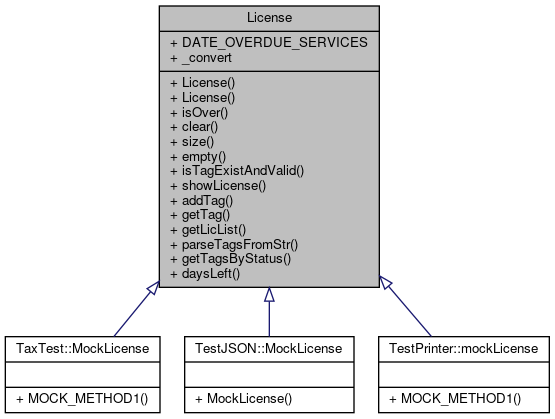 License
+ DATE_OVERDUE_SERVICES
+ _convert
+ License()
+ License()
+ isOver()
+ clear()
+ size()
+ empty()
+ isTagExistAndValid()
+ showLicense()
+ addTag()
+ getTag()
+ getLicList()
+ parseTagsFromStr()
+ getTagsByStatus()
+ daysLeft()
TaxTest::MockLicense
+ MOCK_METHOD1()
TestJSON::MockLicense
+ MockLicense()
TestPrinter::mockLicense
+ MOCK_METHOD1()